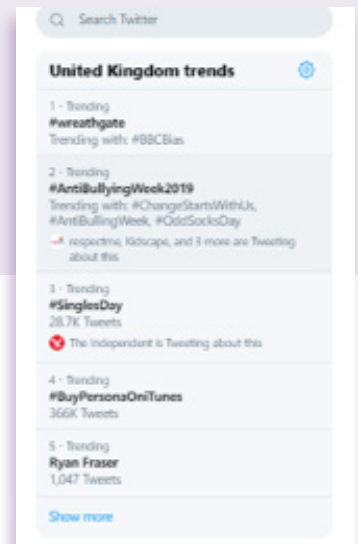 Search Twitter
United Kingdom trends
1 · Trending
#wreathgate
Trending with: #BBCBias
2 · Trending
#AntiBullyingWeek2019
Trending with: #ChangeStartsWithUs,
#AntiBullingWeek, #OddSocksDay
respectme, Kidscape, and 3 more are Tweeting
about this
3 · Trending
#SinglesDay
28.7K Tweets
The Independent is Tweeting about this
4 · Trending
#BuyPersonaOniTunes
366K Tweets
5 · Trending
Ryan Fraser
1,047 Tweets
Show more